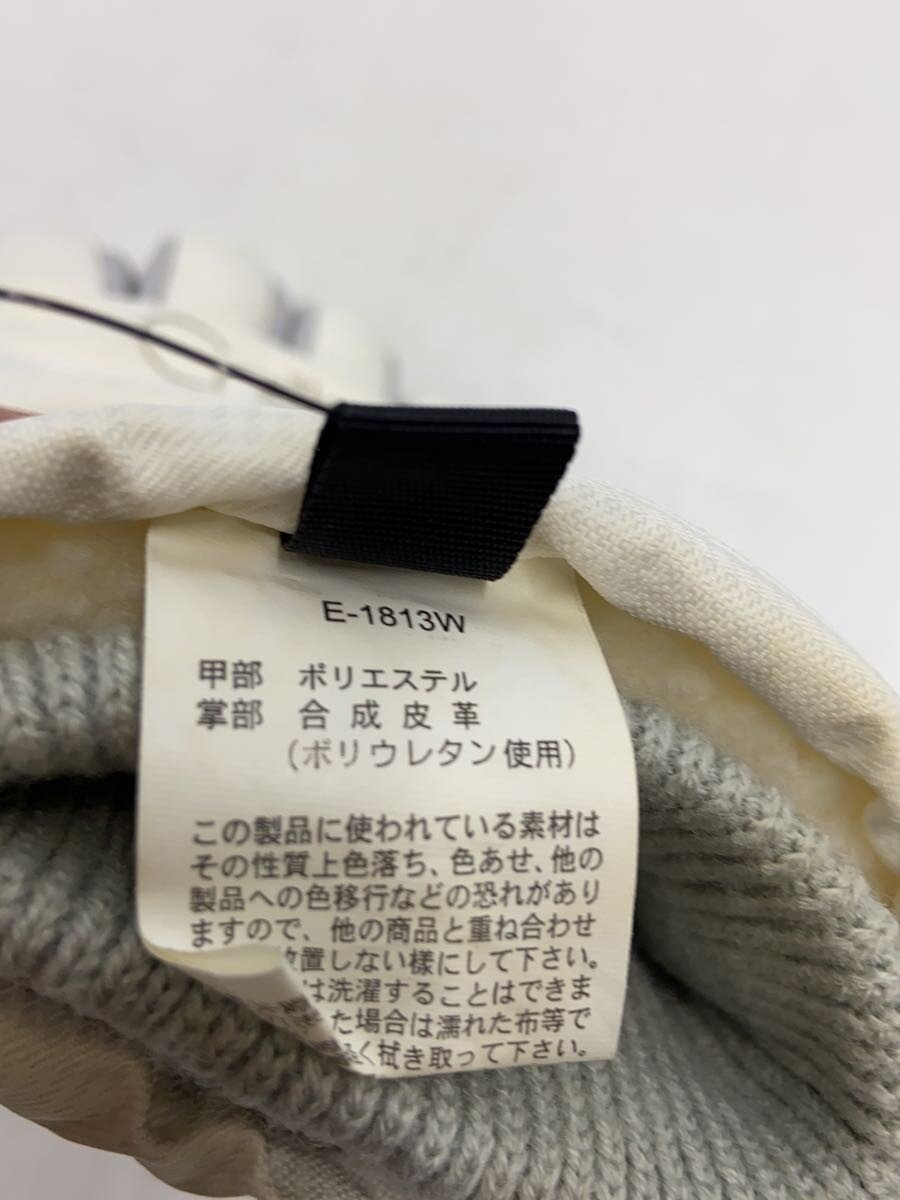 E-1813W
甲部 ポリエステル
掌部 合成皮革
(ポリウレタン使用)
この製品に使われている素材は
その性質上色落ち、色あせ、他の
製品への色移行などの恐れがあり
ますので、他の商品と重ね合わせ
放置しない様にして下さい。
は洗濯することはできま
た場合は濡れた布等で
く拭き取って下さい。